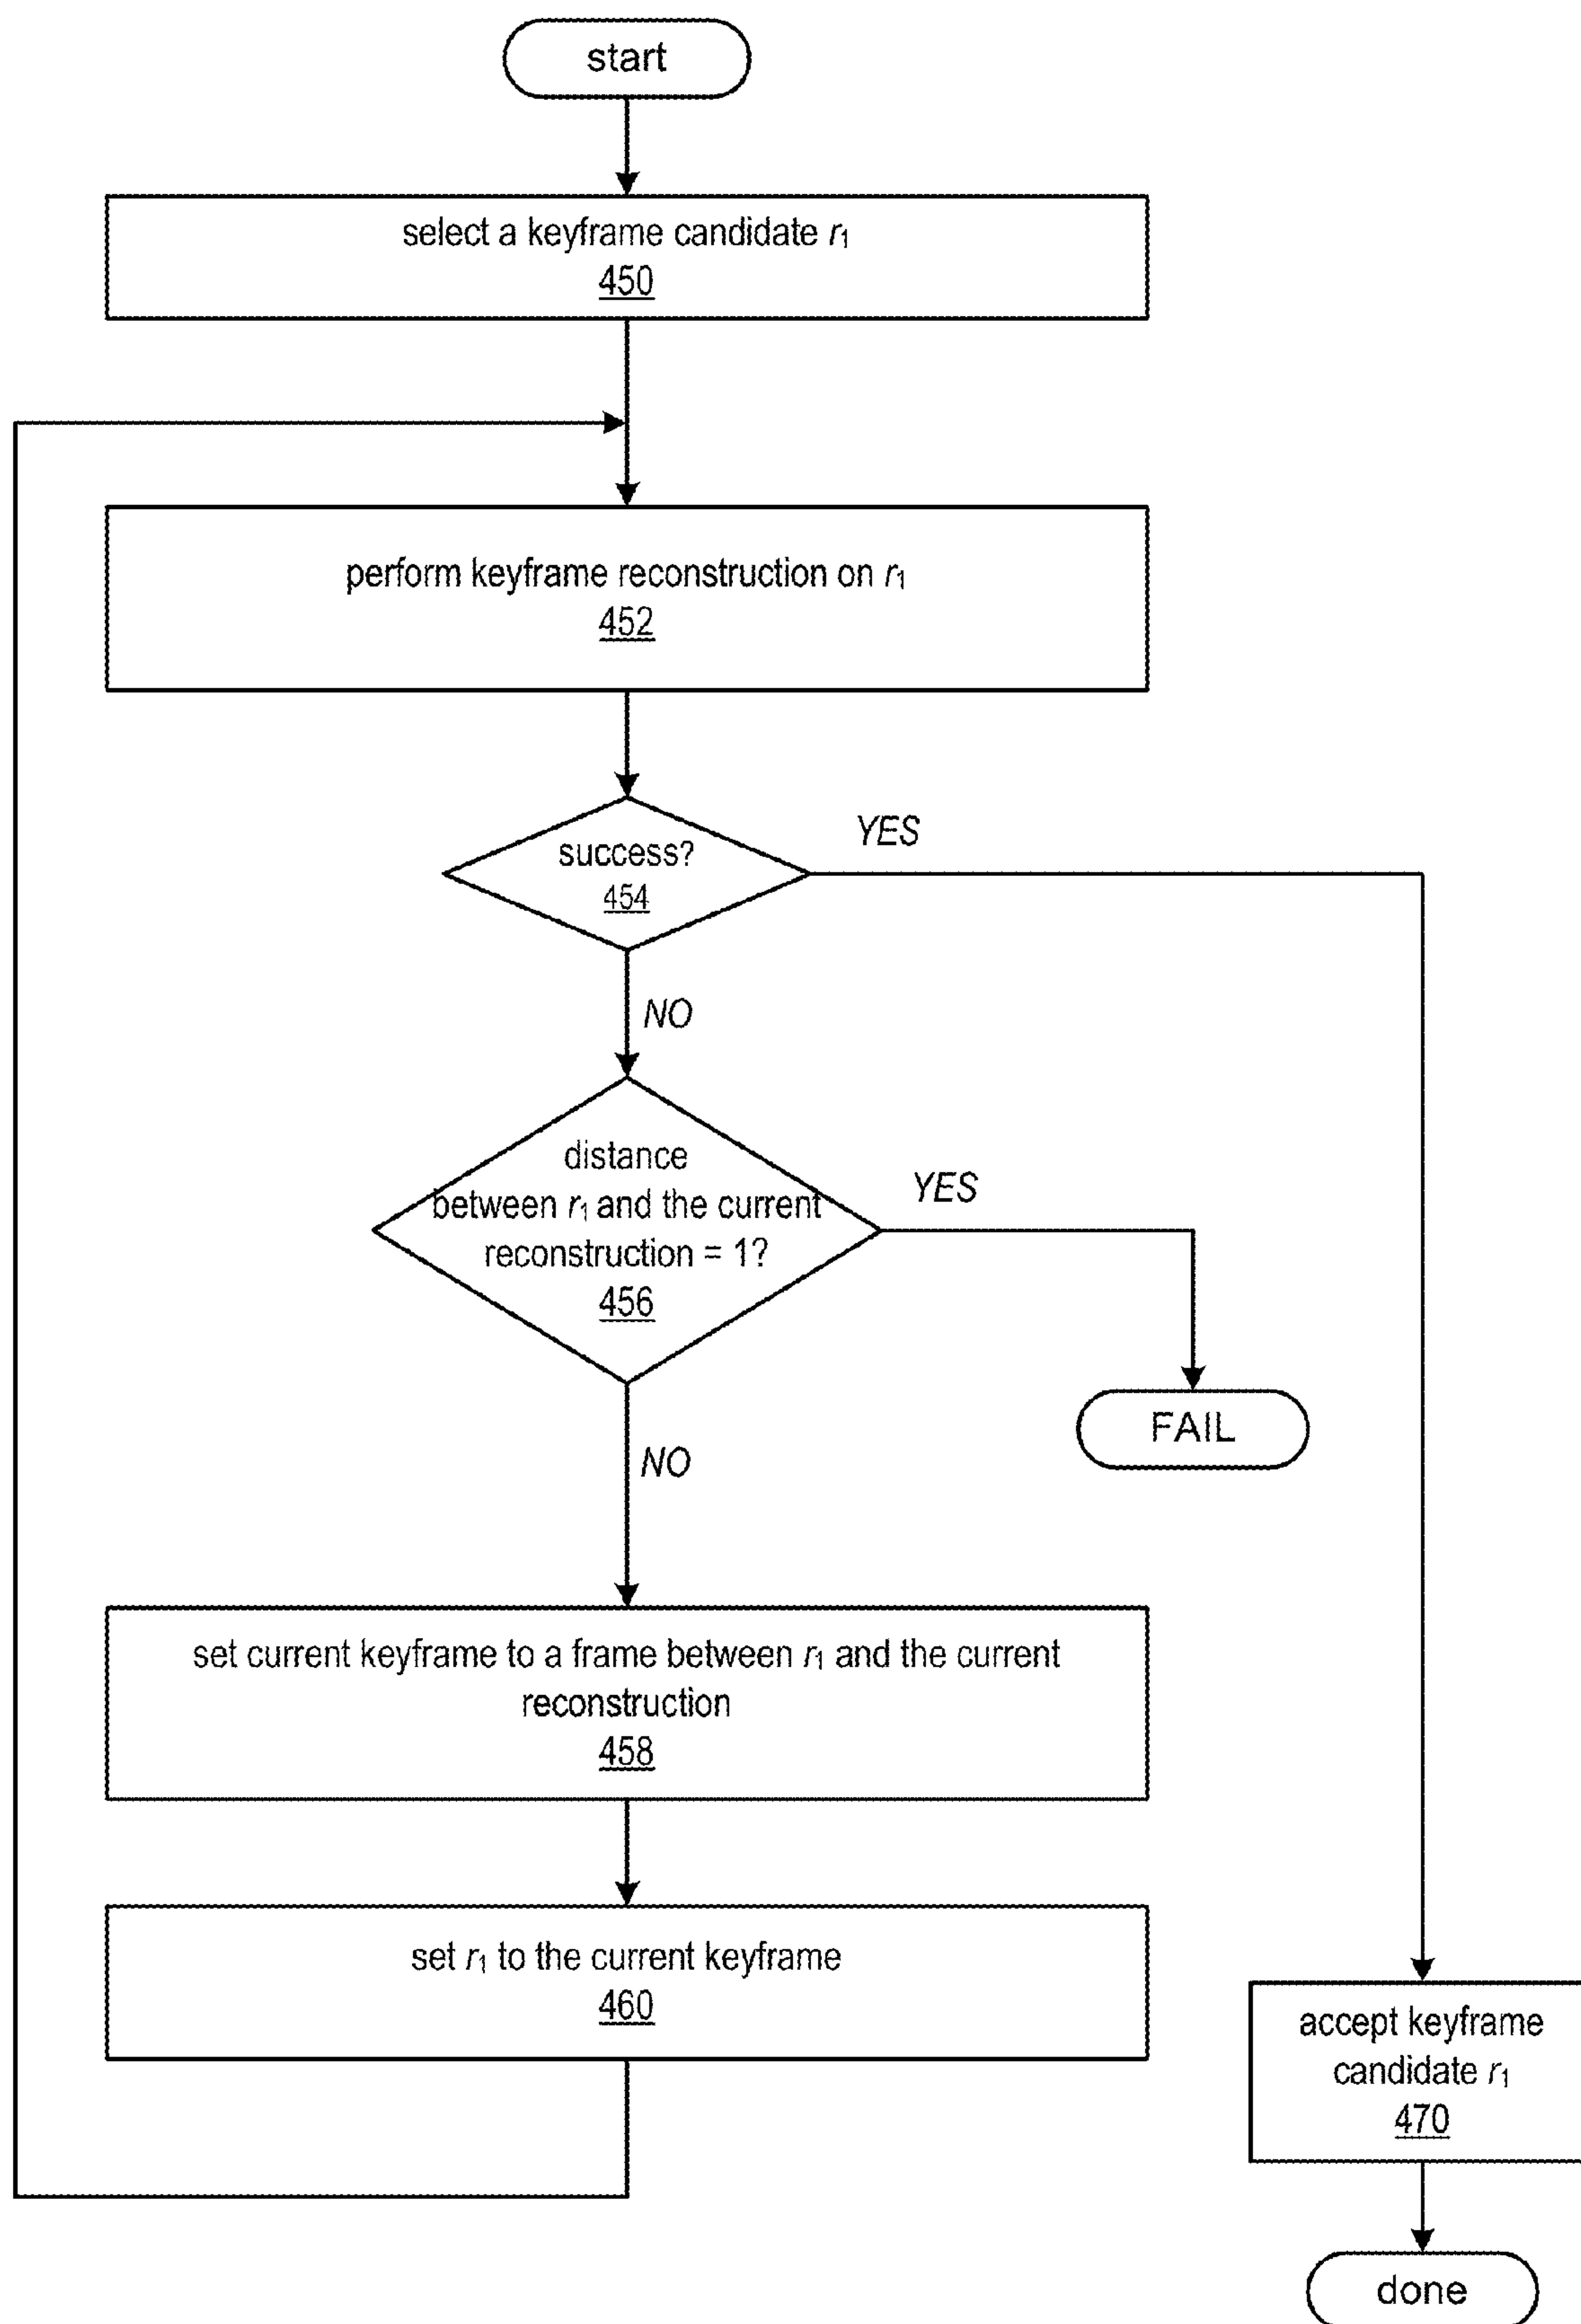 start
select a keyframe candidate r₁
450
perform keyframe reconstruction on r₁
452
success?
454
YES
NO
distance
between r₁ and the current
reconstruction = 1?
456
YES
FAIL
NO
set current keyframe to a frame between r₁ and the current
reconstruction
458
set r₁ to the current keyframe
460
accept keyframe
candidate r₁
470
done